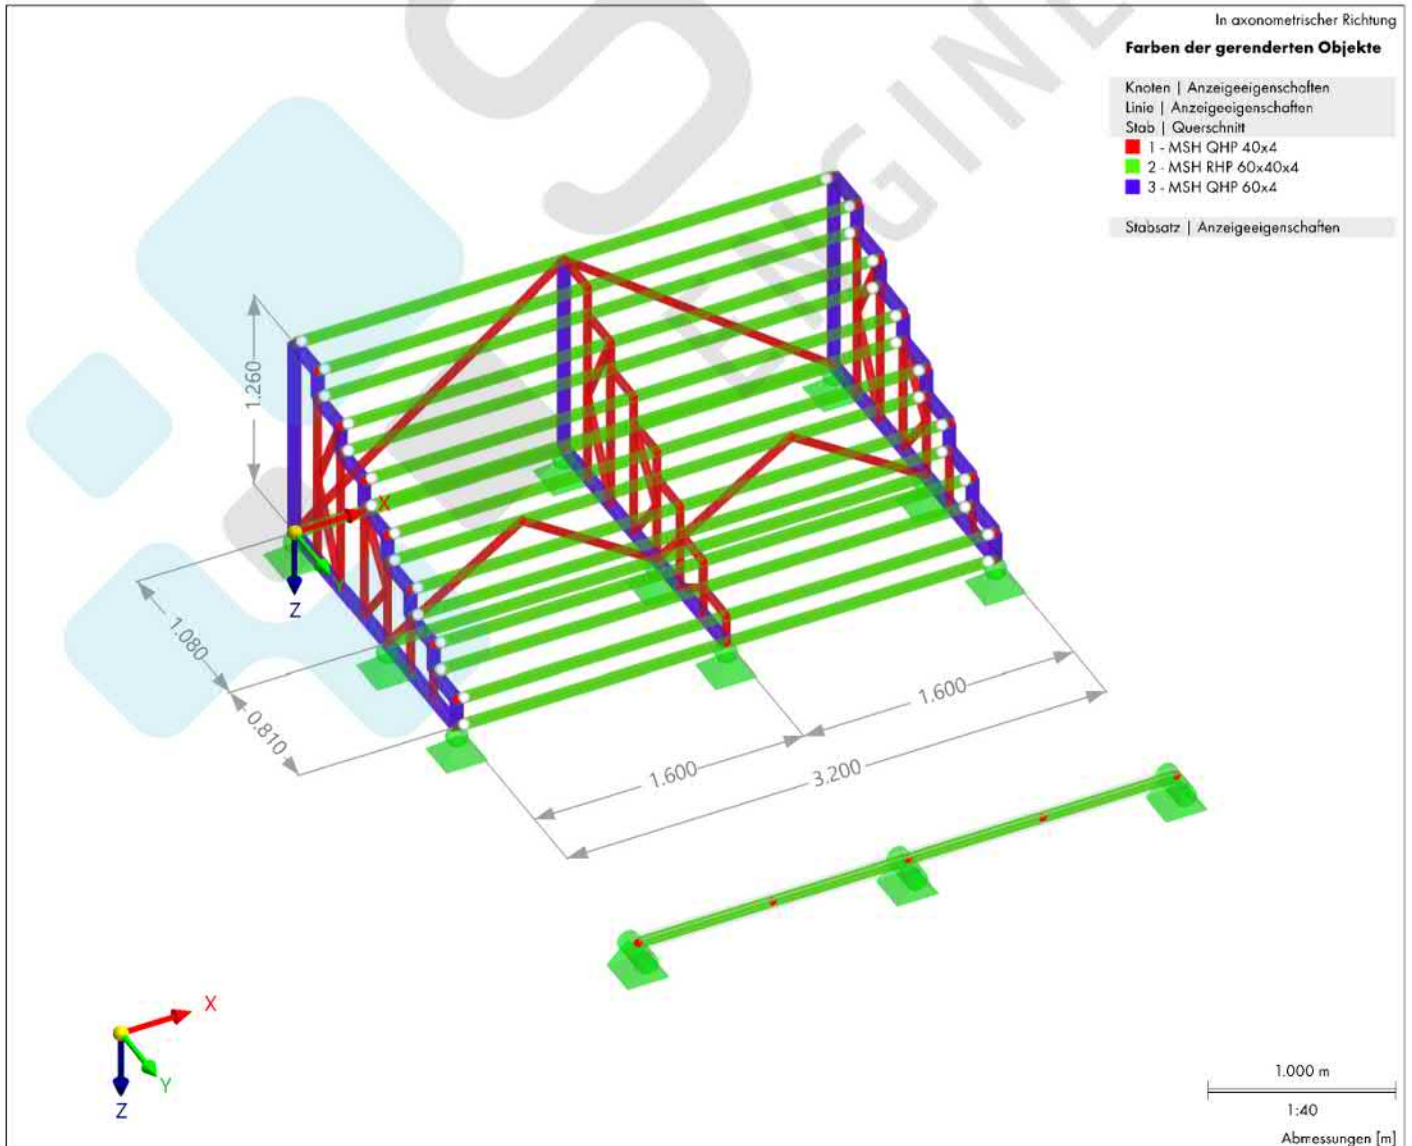 In axonometrischer Richtung
Farben der gerenderten Objekte
Knoten | Anzeigeeigenschaften
Linie | Anzeigeeigenschaften
Stab | Querschnitt
1 - MSH QHP 40x4
2 - MSH RHP 60x40x4
3 - MSH QHP 60x4
Stabsatz | Anzeigeeigenschaften
1.260
X
Y
Z
1.080
0.810
1.600
1.600
3.200
X
Y
Z
1.000 m
1:40
Abmessungen [m]